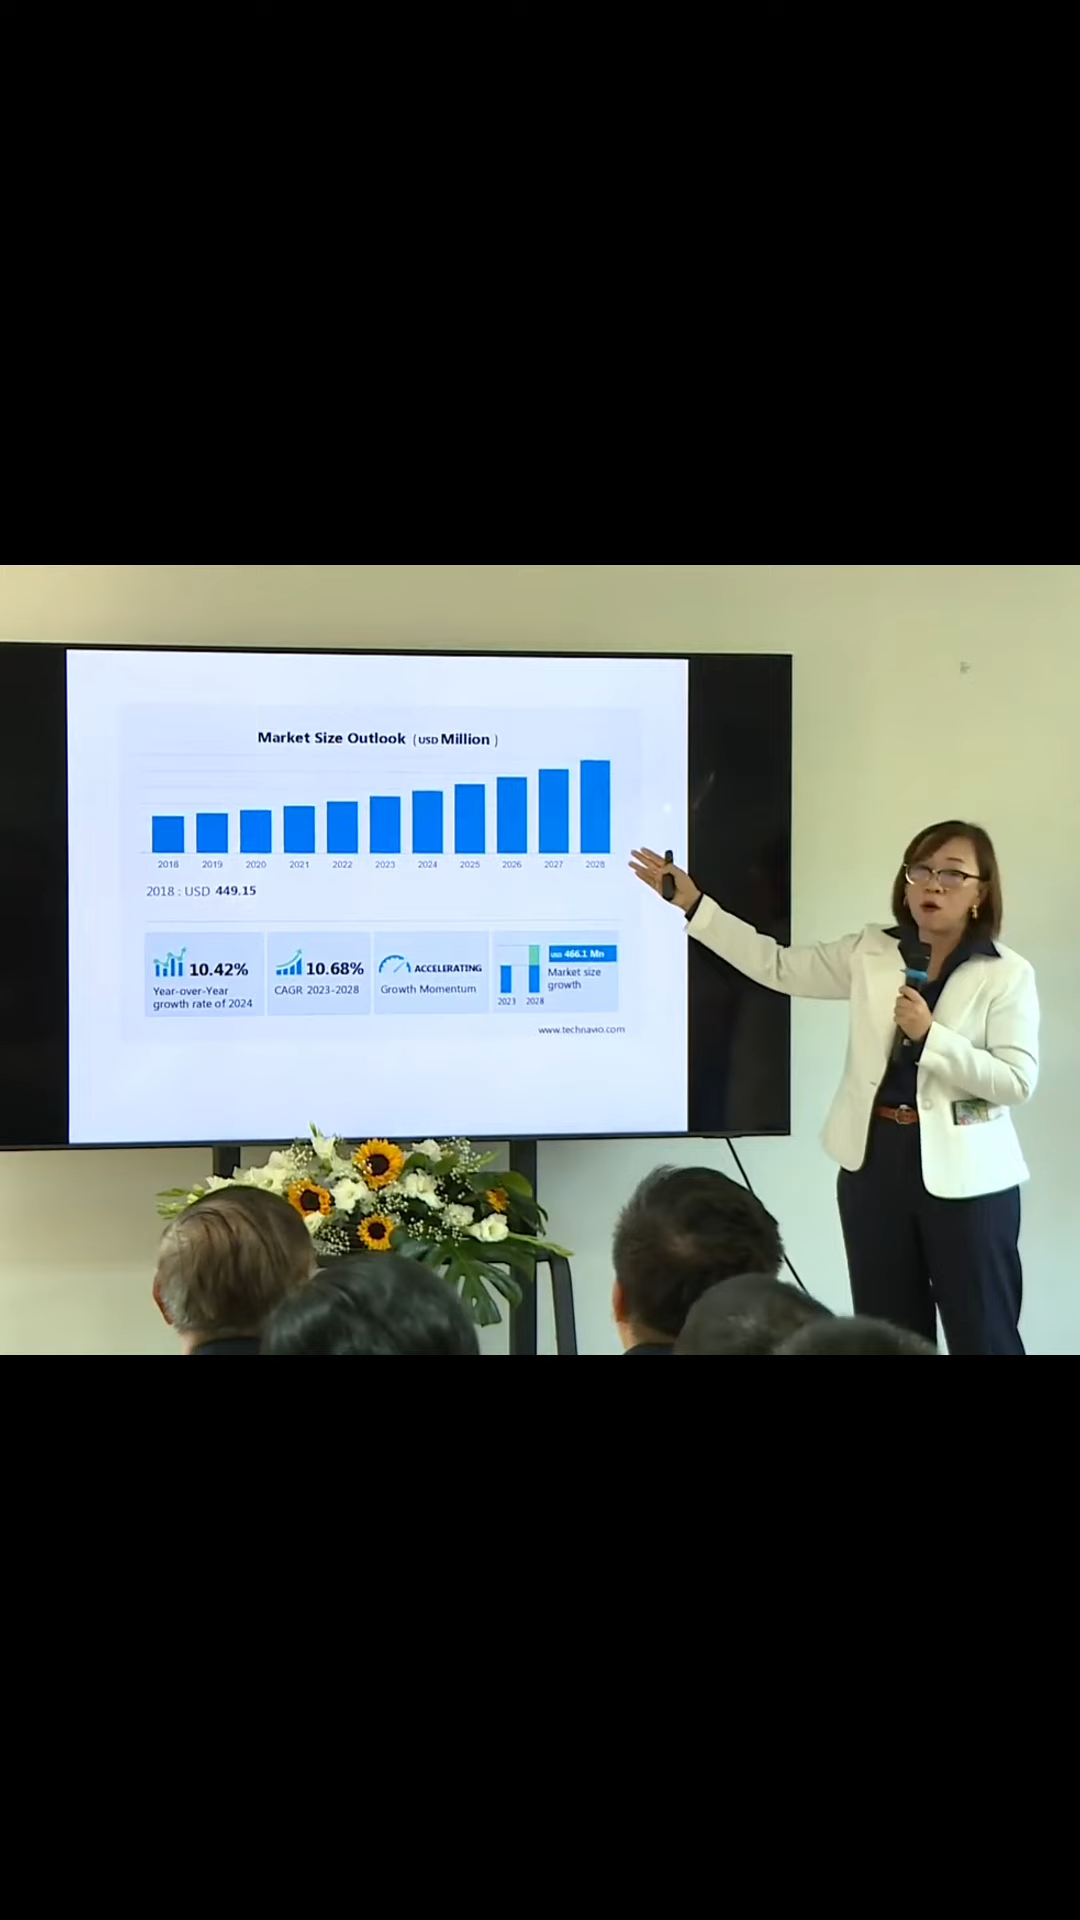 Market Size Outlook (USD Million)
2018 2019 2020 2021 2022 2023 2024 2025 2026 2027 2028
2018 : USD 449.15
10.42%
Year-over-Year
growth rate of 2024
10.68%
CAGR 2023-2028
ACCELERATING
Growth Momentum
USD 466.1 Mn
Market size
growth
2023 2028
www.technavio.com